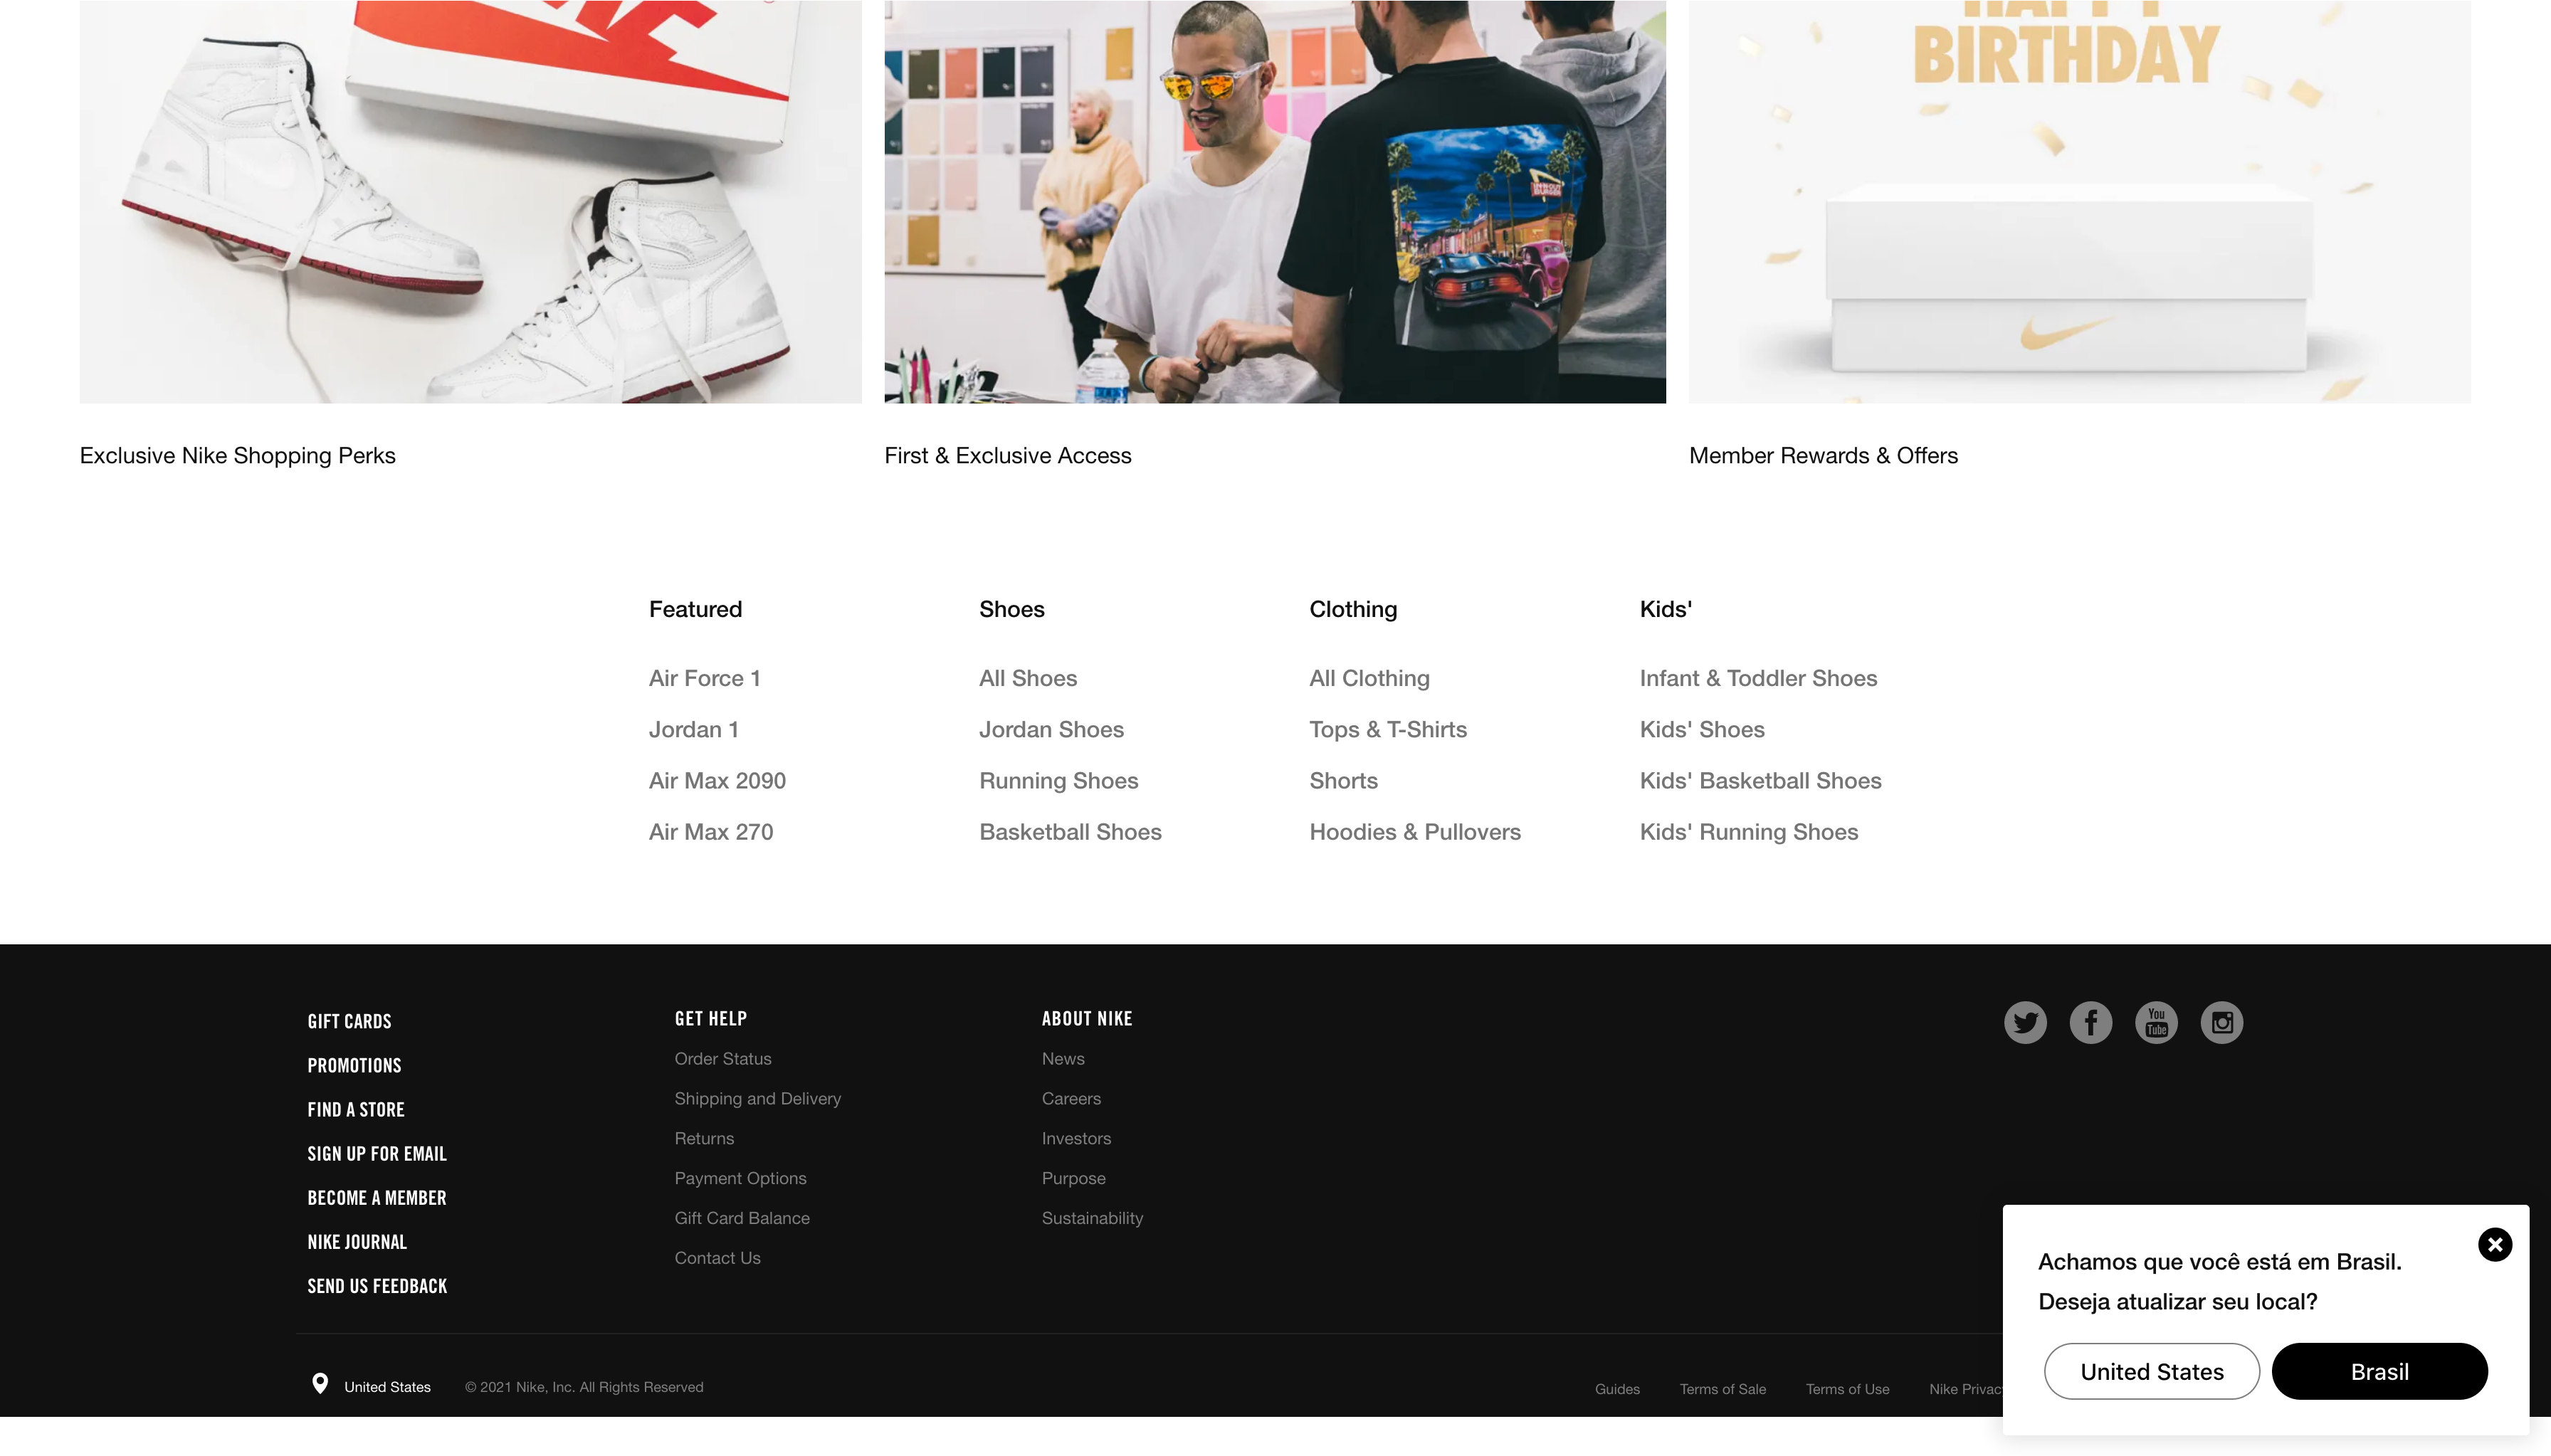 BIRTHDAY
IN-N-OUT
BURGER
Exclusive Nike Shopping Perks
First & Exclusive Access
Member Rewards & Offers
Featured
Air Force 1
Jordan 1
Air Max 2090
Air Max 270
Shoes
All Shoes
Jordan Shoes
Running Shoes
Basketball Shoes
Clothing
All Clothing
Tops & T-Shirts
Shorts
Hoodies & Pullovers
Kids'
Infant & Toddler Shoes
Kids' Shoes
Kids' Basketball Shoes
Kids' Running Shoes
GIFT CARDS
PROMOTIONS
FIND A STORE
SIGN UP FOR EMAIL
BECOME A MEMBER
NIKE JOURNAL
SEND US FEEDBACK
GET HELP
Order Status
Shipping and Delivery
Returns
Payment Options
Gift Card Balance
Contact Us
ABOUT NIKE
News
Careers
Investors
Purpose
Sustainability
You
Tube
Achamos que você está em Brasil.
Deseja atualizar seu local?
United States
Brasil
United States
© 2021 Nike, Inc. All Rights Reserved
Guides
Terms of Sale
Terms of Use
Nike